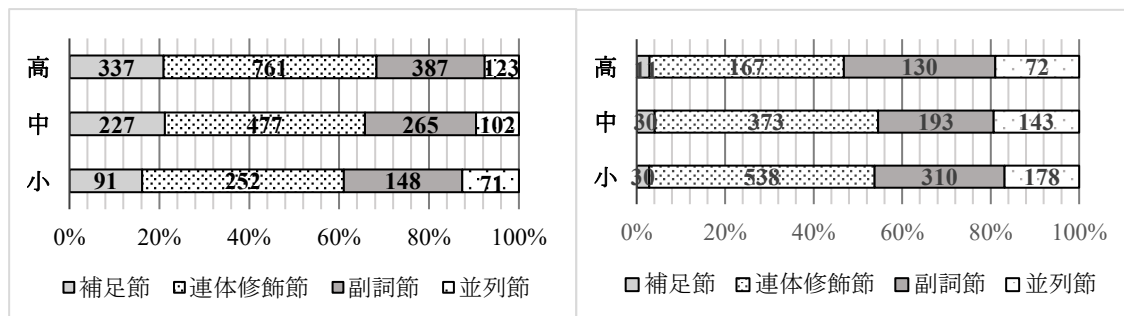 高 337 761 387 123
中 227 477 265 102
小 91 252 148 71
0% 20% 40% 60% 80% 100%
補足節 連体修飾節 副詞節 並列節
高 11 167 130 72
中 30 373 193 143
小 30 538 310 178
0% 20% 40% 60% 80% 100%
補足節 連体修飾節 副詞節 並列節